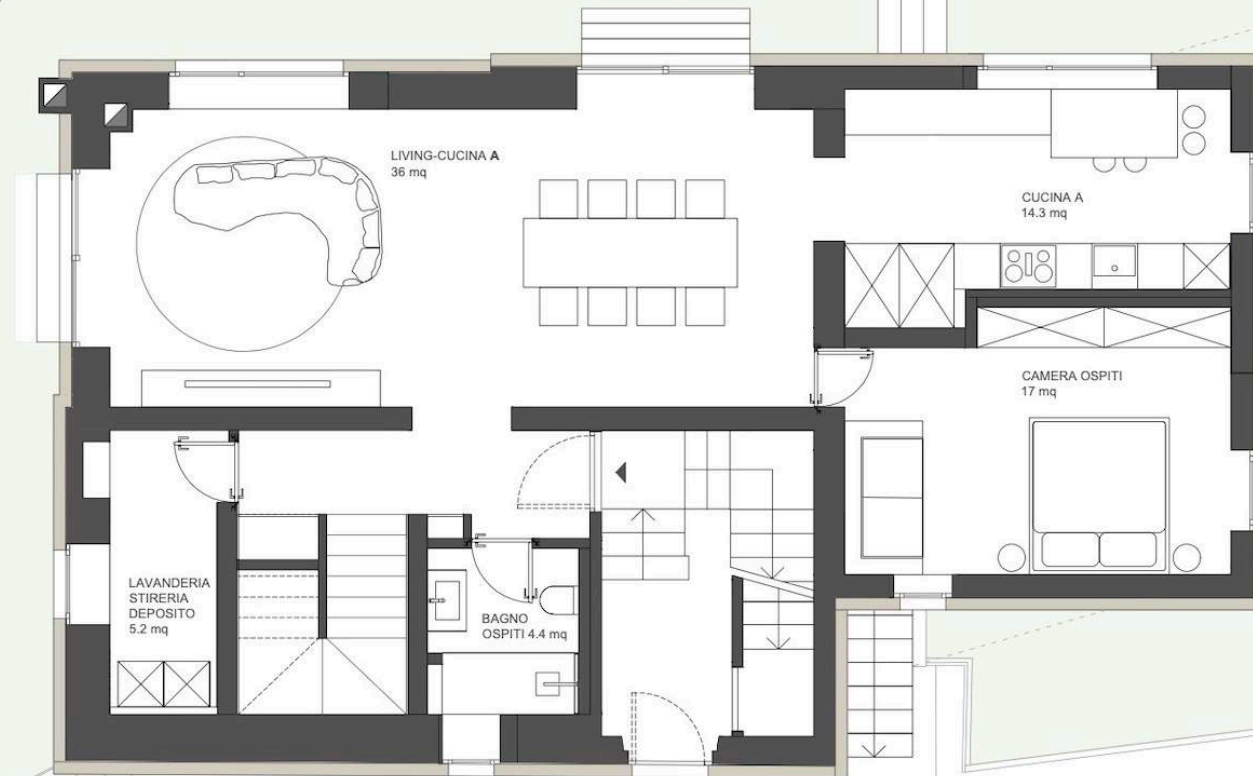 LIVING-CUCINA A
36 mq
CUCINA A
14.3 mq
CAMERA OSPITI
17 mq
LAVANDERIA
STIRERIA
DEPOSITO
5.2 mq
BAGNO
OSPITI 4.4 mq